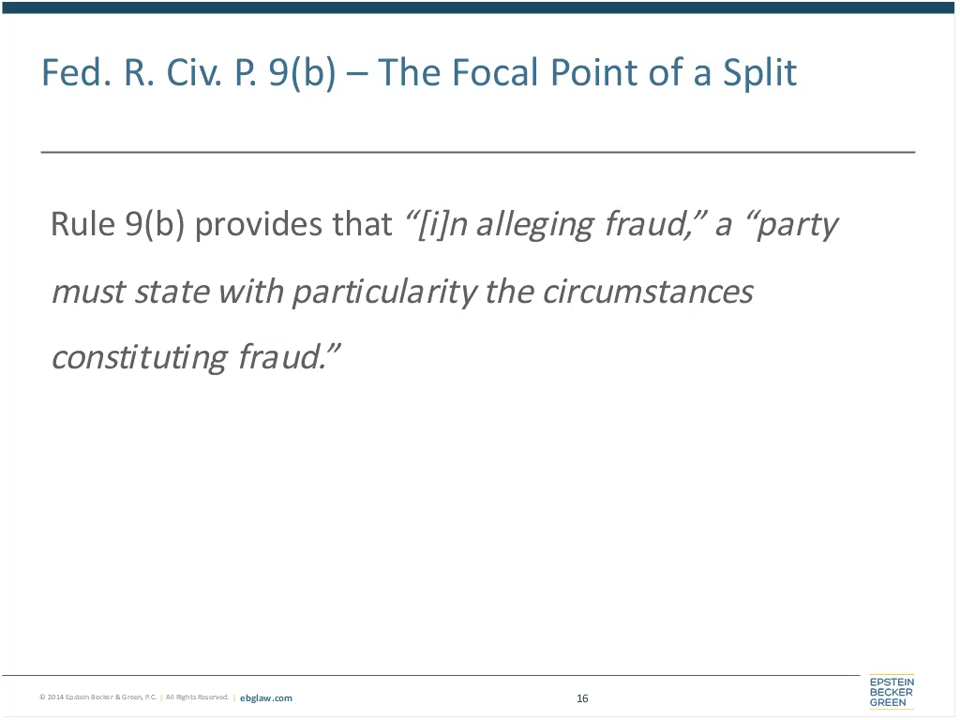 Fed. R. Civ. P. 9(b) – The Focal Point of a Split
Rule 9(b) provides that “[i]n alleging fraud,” a “party
must state with particularity the circumstances
constituting fraud.”
© 2014 Epstein Becker & Green, P.C. | All Rights Reserved. | ebglaw.com
16
EPSTEIN
BECKER
GREEN